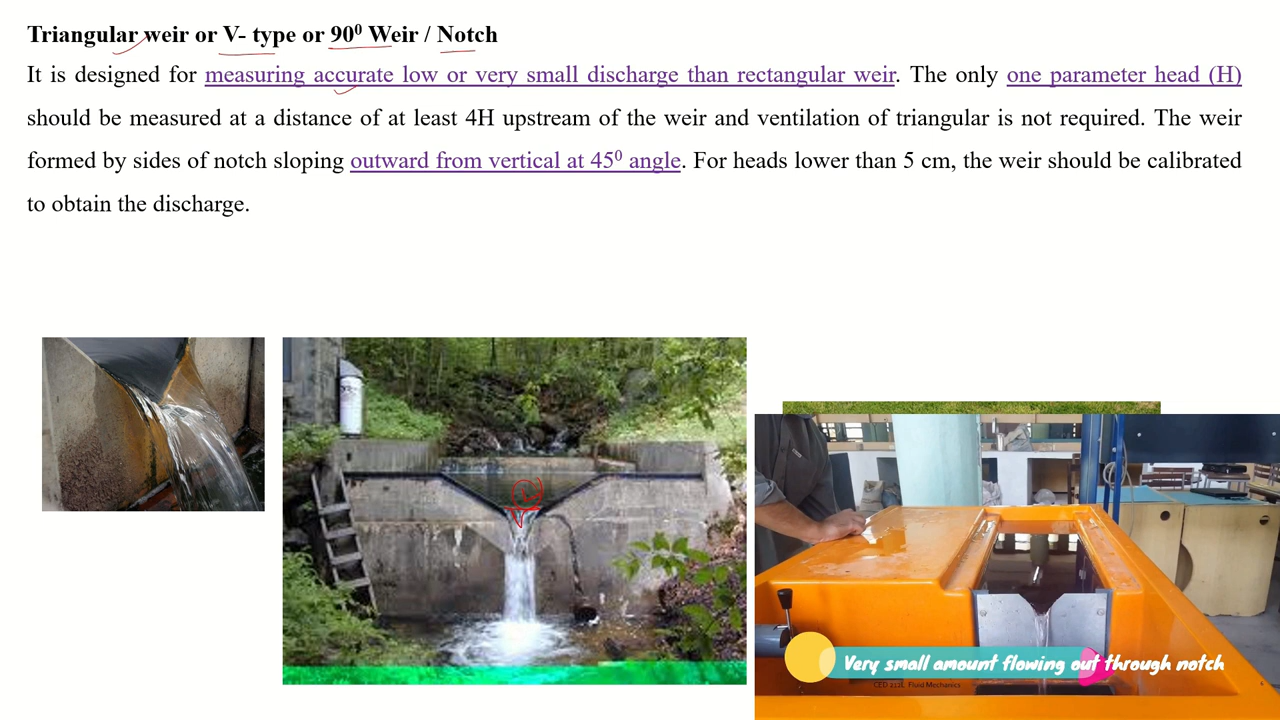 Triangular weir or V- type or 90⁰ Weir / Notch
It is designed for measuring accurate low or very small discharge than rectangular weir. The only one parameter head (H)
should be measured at a distance of at least 4H upstream of the weir and ventilation of triangular is not required. The weir
formed by sides of notch sloping outward from vertical at 45⁰ angle. For heads lower than 5 cm, the weir should be calibrated
to obtain the discharge.
Very small amount flowing out through notch
CED 212L: Fluid Mechanics